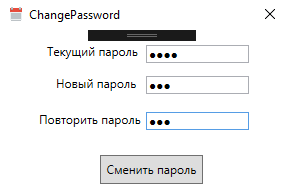 ChangePassword
Текущий пароль ●●●●
Новый пароль ●●●
Повторить пароль ●●●
Сменить пароль